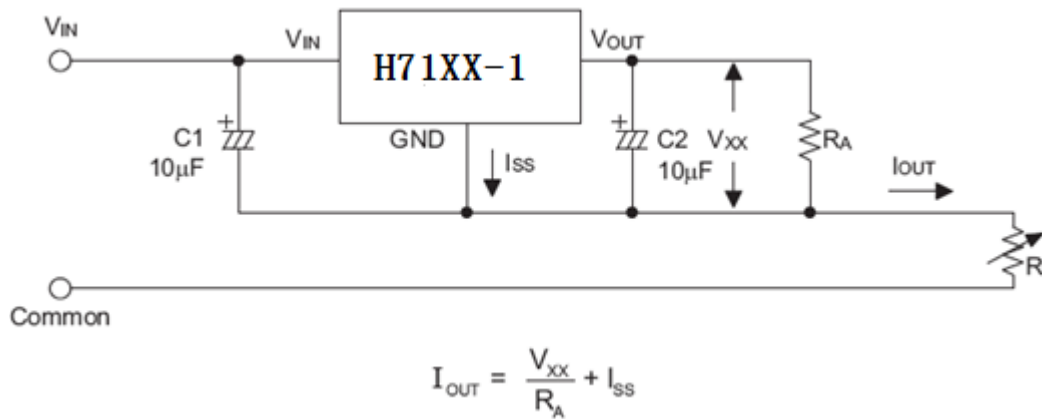 VIN
VIN
H71XX-1
VOUT
GND
C1
10μF
ISS
C2
10μF
VXX
RA
IOUT
RL
Common
IOUT = VXX/RA + ISS